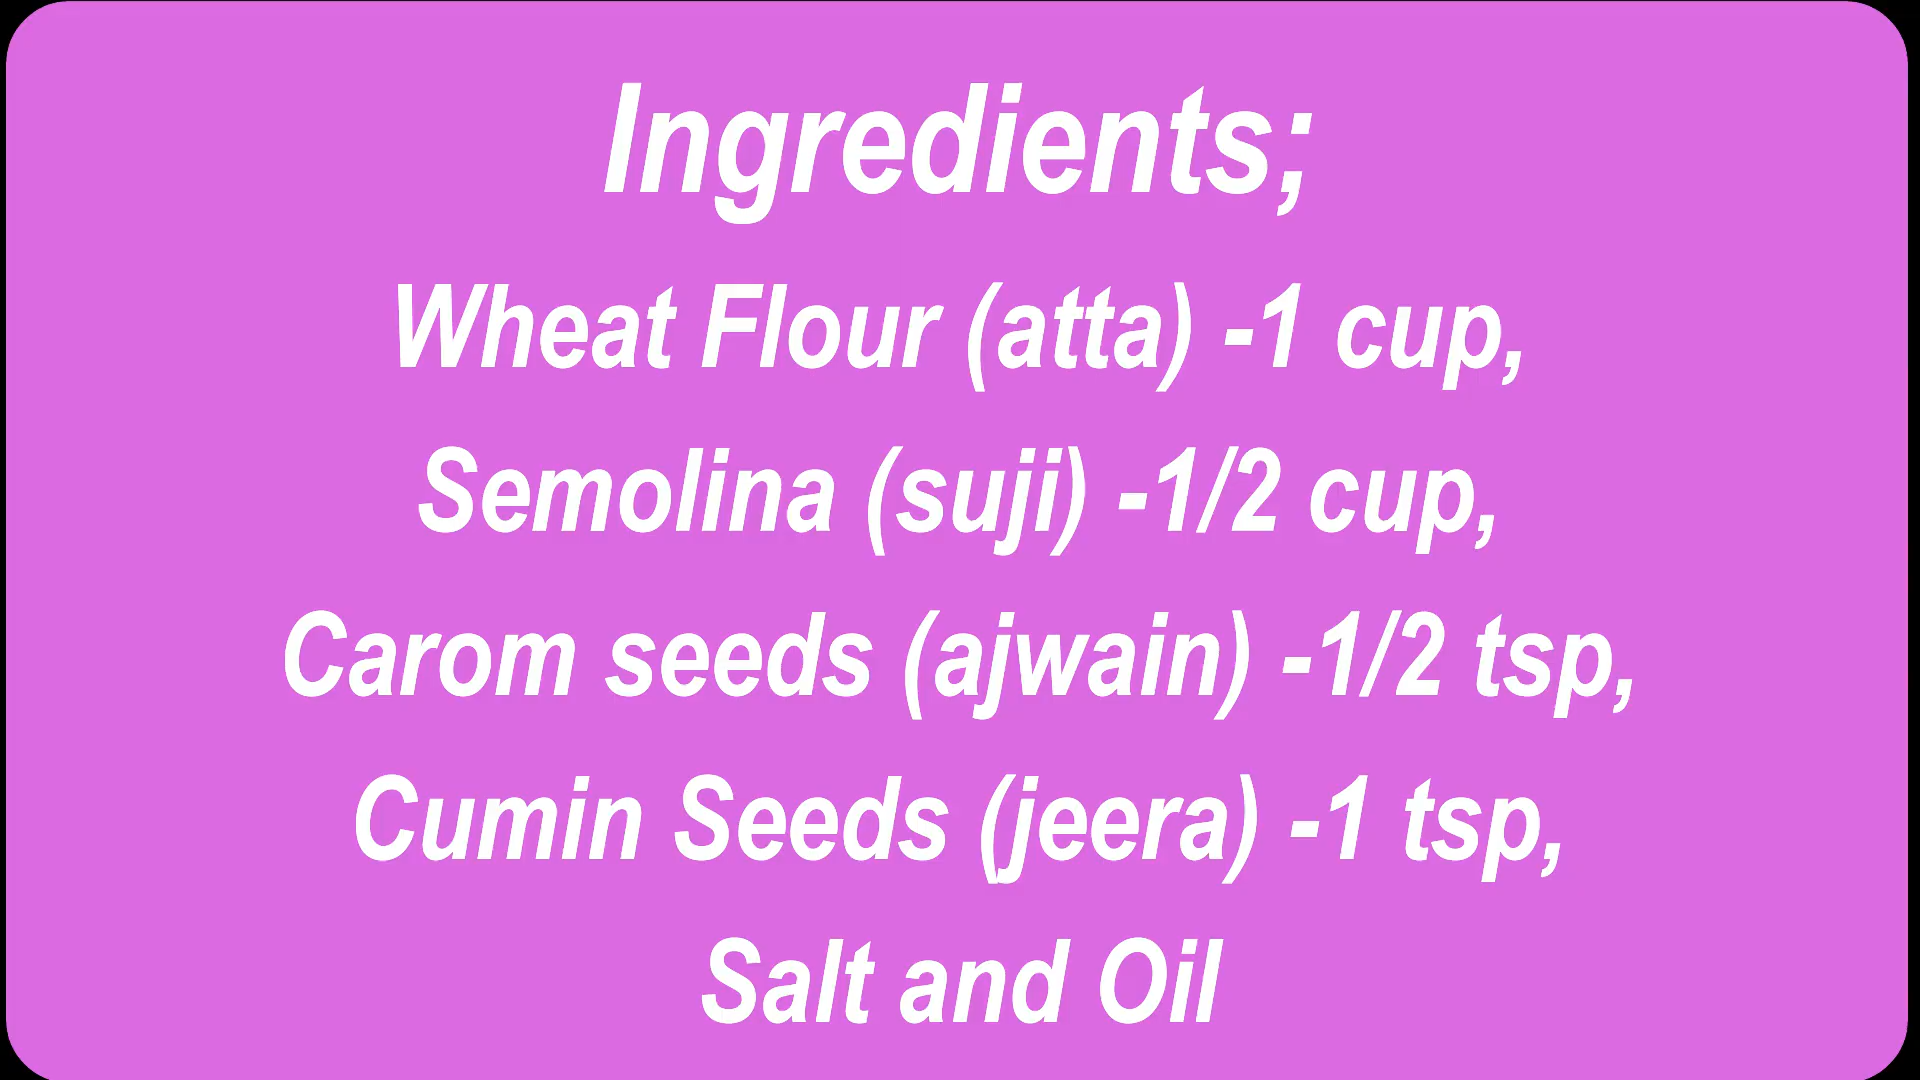 Ingredients;
Wheat Flour (atta) -1 cup,
Semolina (suji) -1/2 cup,
Carom seeds (ajwain) -1/2 tsp,
Cumin Seeds (jeera) -1 tsp,
Salt and Oil